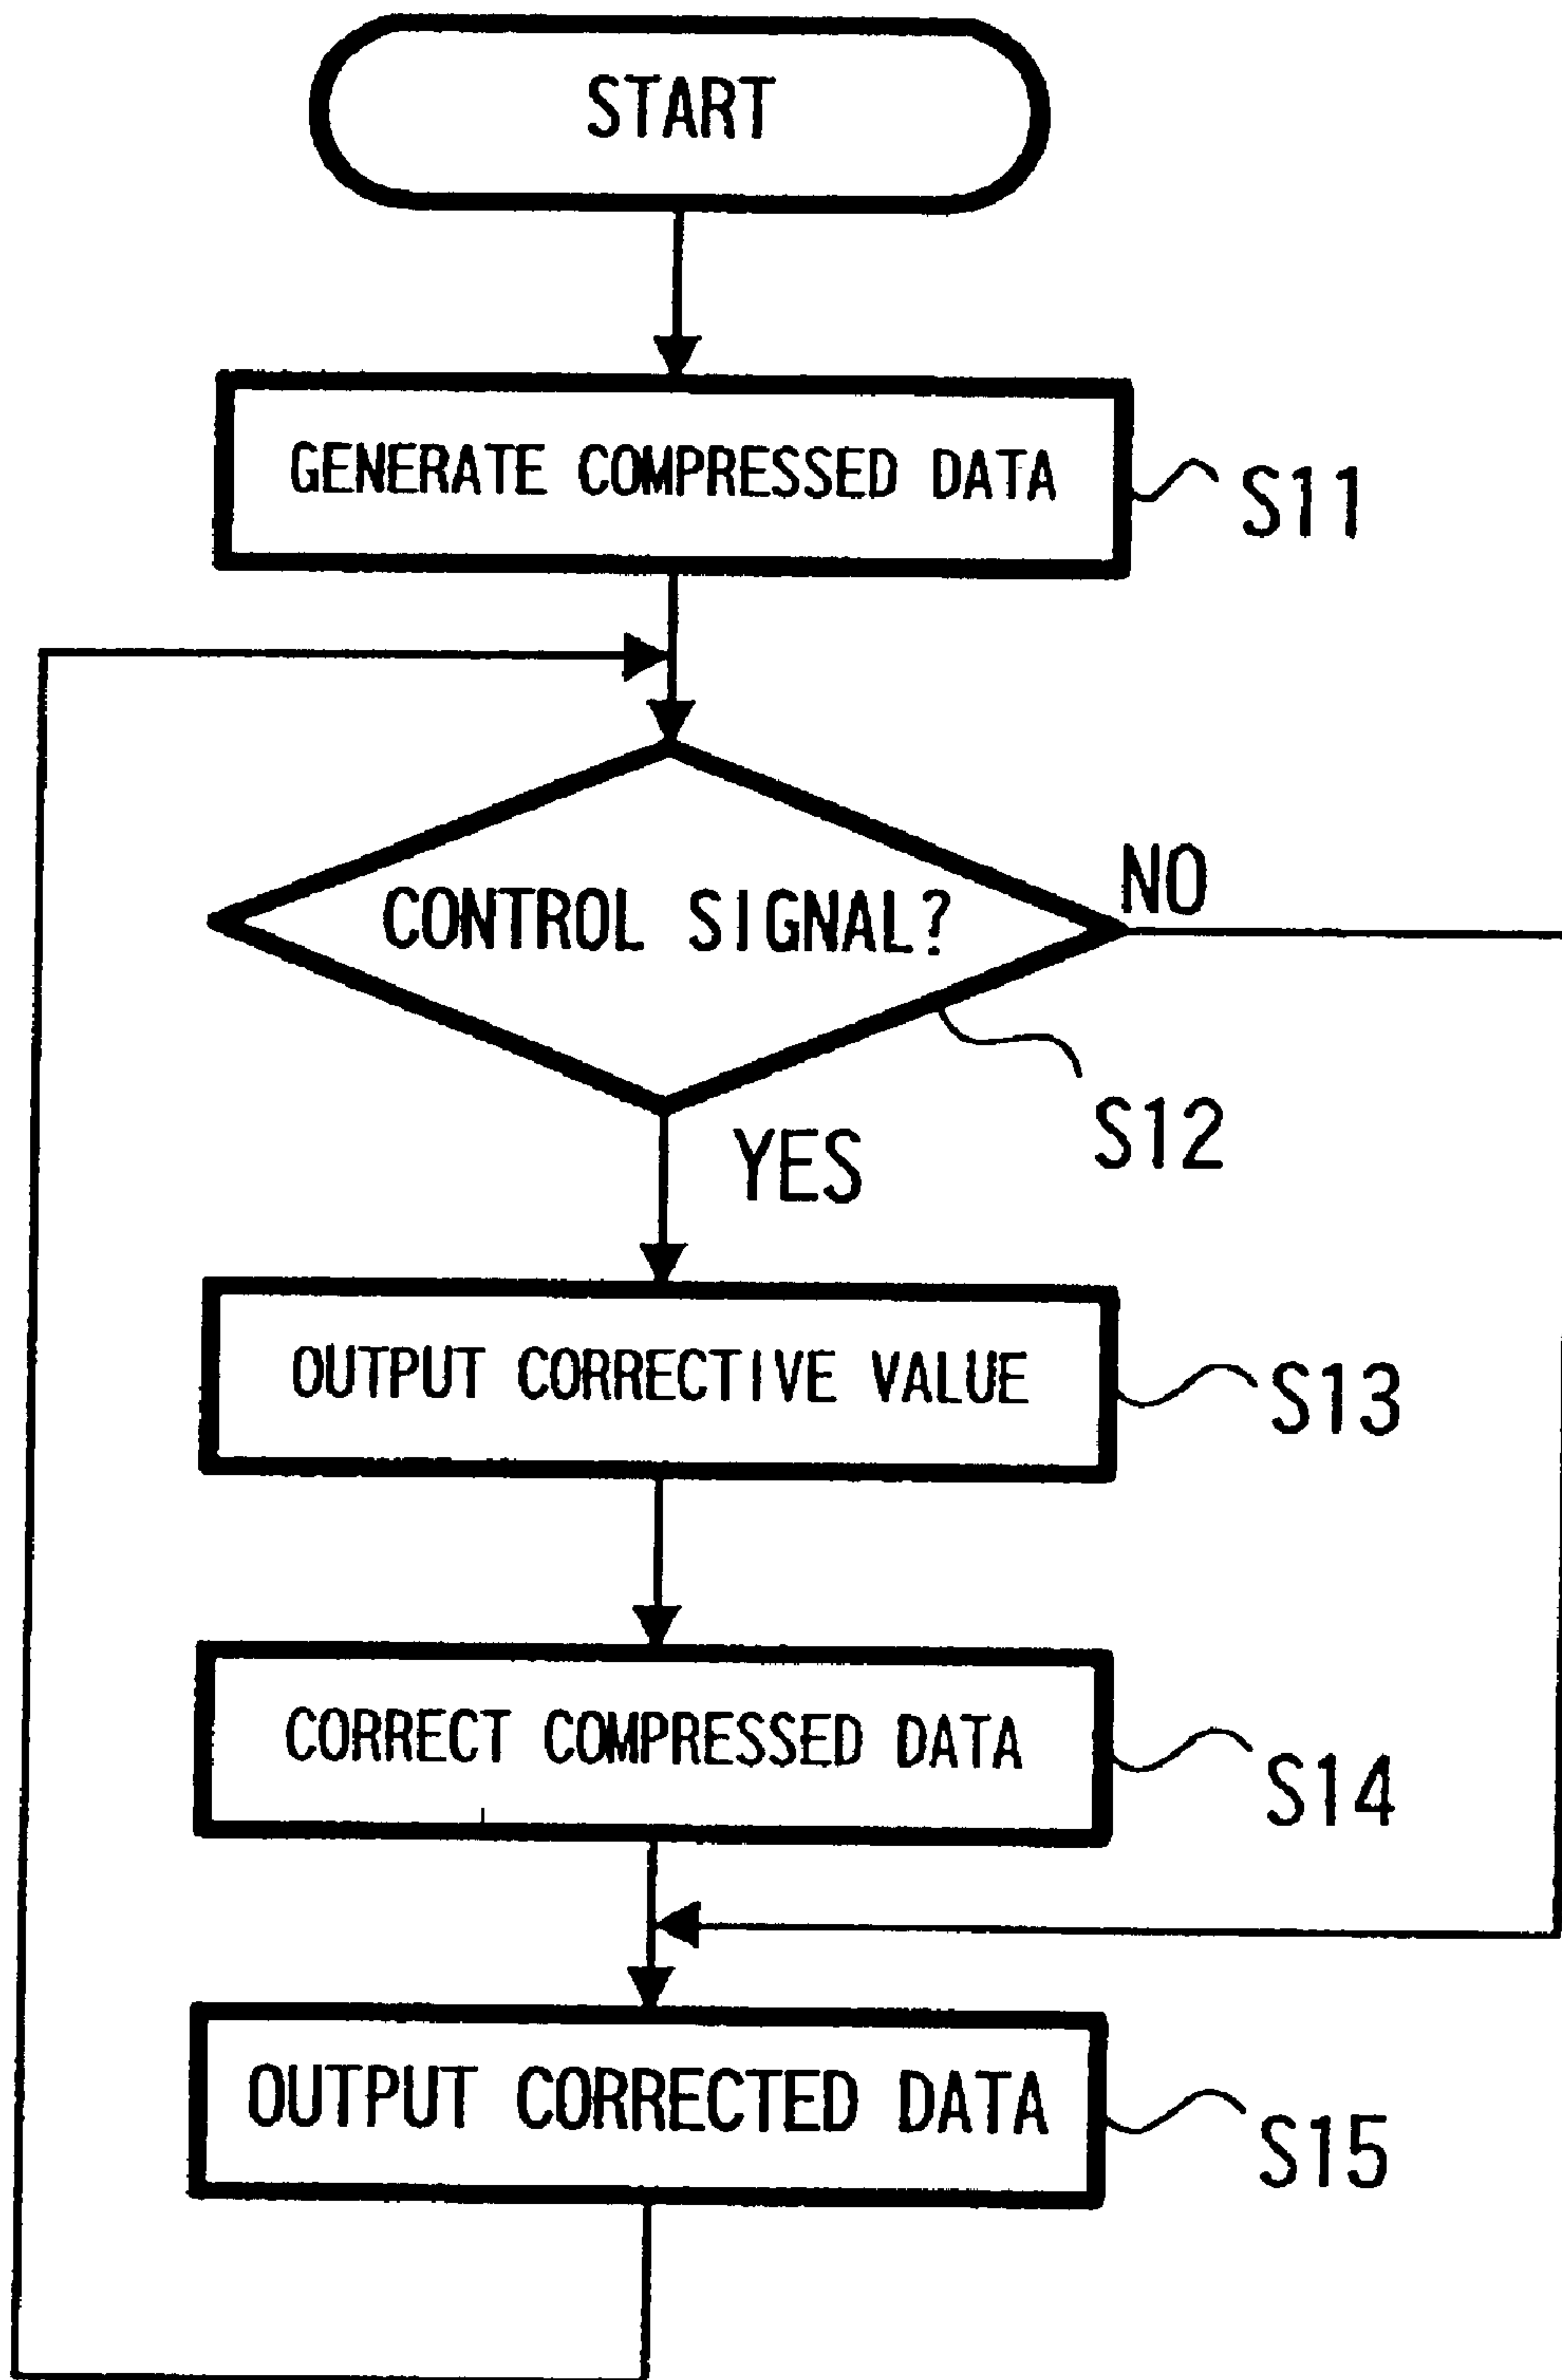 START
GENERATE COMPRESSED DATA
S11
CONTROL SIGNAL?
NO
S12
YES
OUTPUT CORRECTIVE VALUE
S13
CORRECT COMPRESSED DATA
S14
OUTPUT CORRECTED DATA
S15